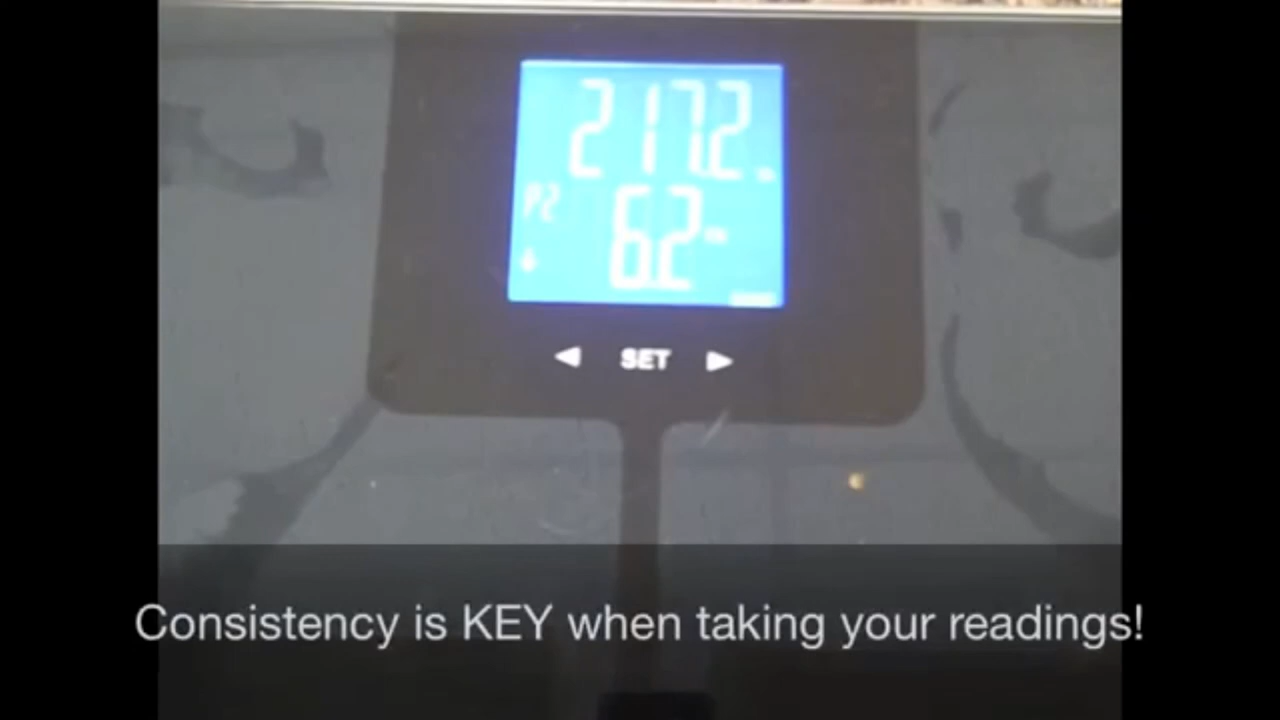 217.2
P2
6.2
◄ SET ►
Consistency is KEY when taking your readings!